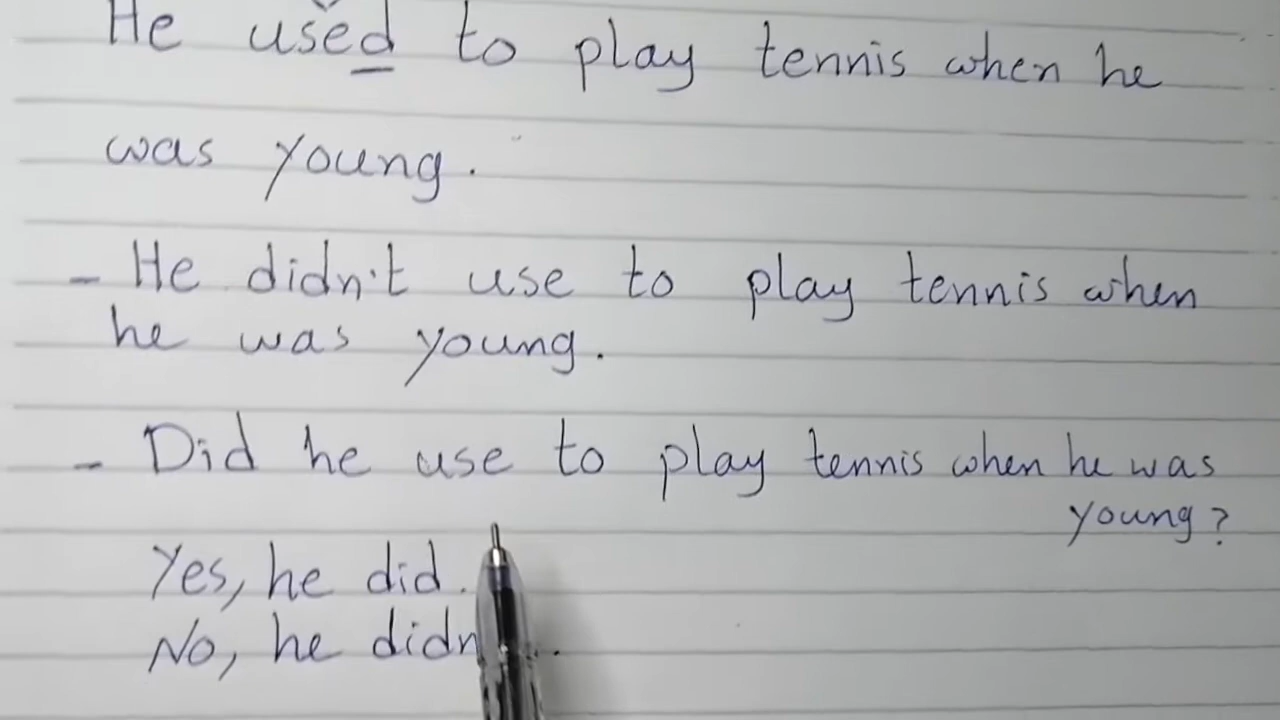 He used to play tennis when he
was young.
- He didn't use to play tennis when
he was young.
- Did he use to play tennis when he was
young?
Yes, he did.
No, he